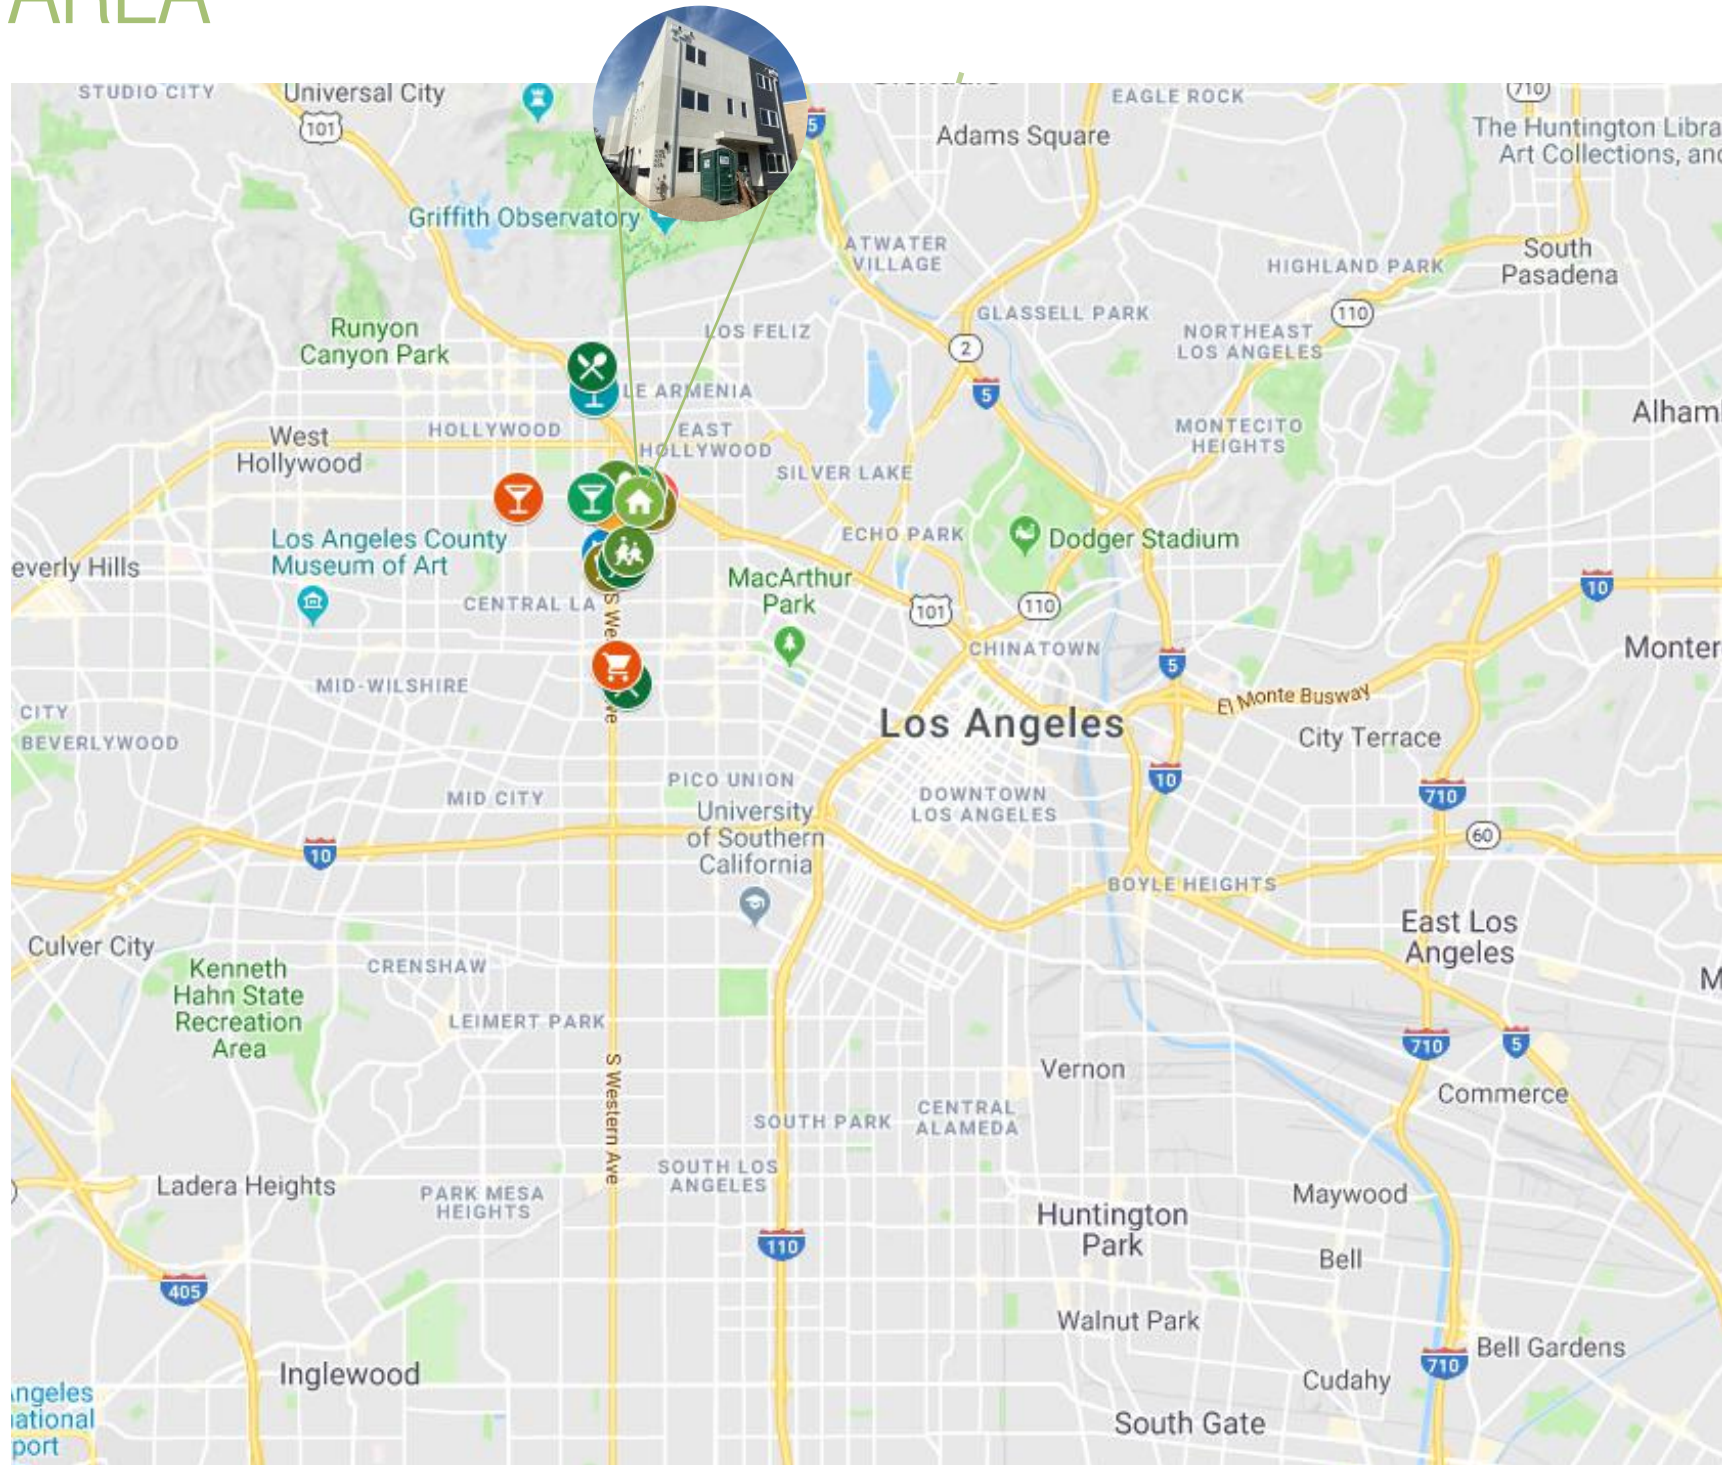 AREA
STUDIO CITY
Universal City
101
5
EAGLE ROCK
710
Adams Square
The Huntington Libra
Art Collections, and
Griffith Observatory
ATWATER
VILLAGE
HIGHLAND PARK
South
Pasadena
GLASSELL PARK
110
Runyon
Canyon Park
LOS FELIZ
2
NORTHEAST
LOS ANGELES
LE ARMENIA
5
Alham
HOLLYWOOD
EAST
HOLLYWOOD
MONTECITO
HEIGHTS
West
Hollywood
SILVER LAKE
ECHO PARK
Dodger Stadium
Los Angeles County
Museum of Art
everly Hills
MacArthur
Park
10
CENTRAL LA
S We
101
110
CHINATOWN
5
Monter
MID-WILSHIRE
ve
El Monte Busway
CITY
Los Angeles
BEVERLYWOOD
City Terrace
PICO UNION
10
MID CITY
DOWNTOWN
LOS ANGELES
710
University
of Southern
California
60
10
BOYLE HEIGHTS
East Los
Angeles
Culver City
CRENSHAW
Kenneth
Hahn State
Recreation
Area
M
LEIMERT PARK
710
5
S Western Ave
Vernon
Commerce
SOUTH PARK
CENTRAL
ALAMEDA
SOUTH LOS
ANGELES
Ladera Heights
PARK MESA
HEIGHTS
Maywood
Huntington
Park
110
Bell
405
Walnut Park
Bell Gardens
710
Inglewood
Cudahy
ngeles
ational
port
South Gate